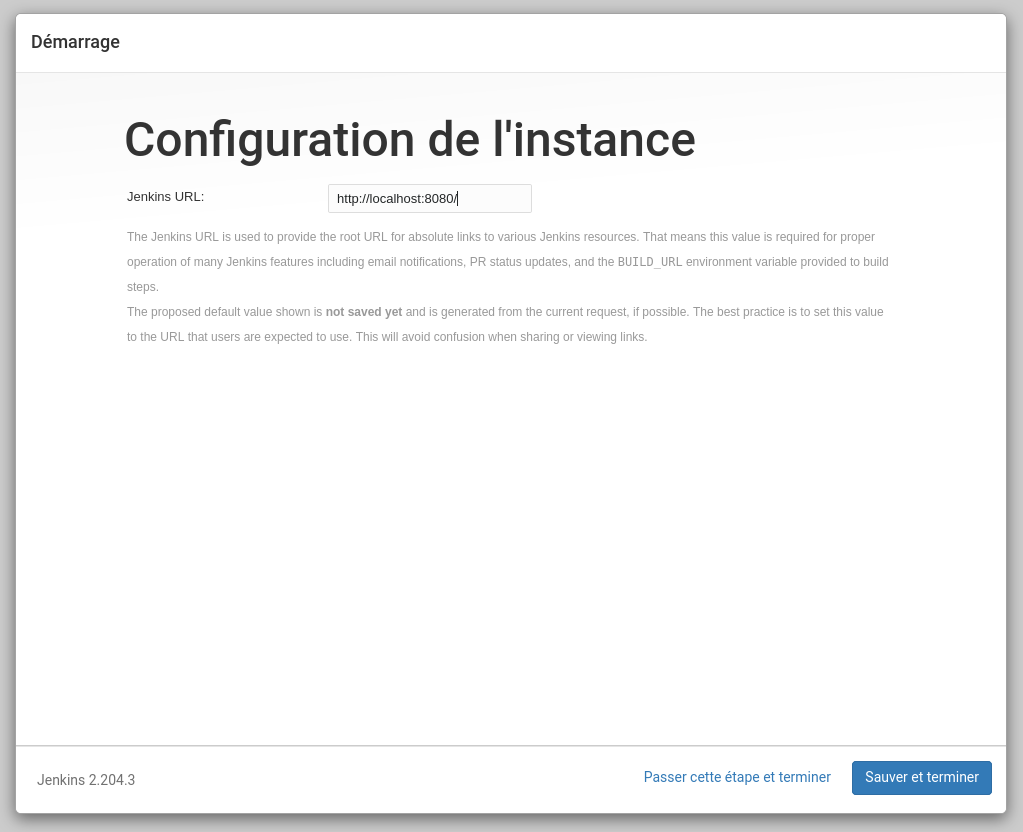 Démarrage
Configuration de l'instance
Jenkins URL:
http://localhost:8080/
The Jenkins URL is used to provide the root URL for absolute links to various Jenkins resources. That means this value is required for proper
operation of many Jenkins features including email notifications, PR status updates, and the BUILD_URL environment variable provided to build
steps.
The proposed default value shown is not saved yet and is generated from the current request, if possible. The best practice is to set this value
to the URL that users are expected to use. This will avoid confusion when sharing or viewing links.
Jenkins 2.204.3
Passer cette étape et terminer
Sauver et terminer